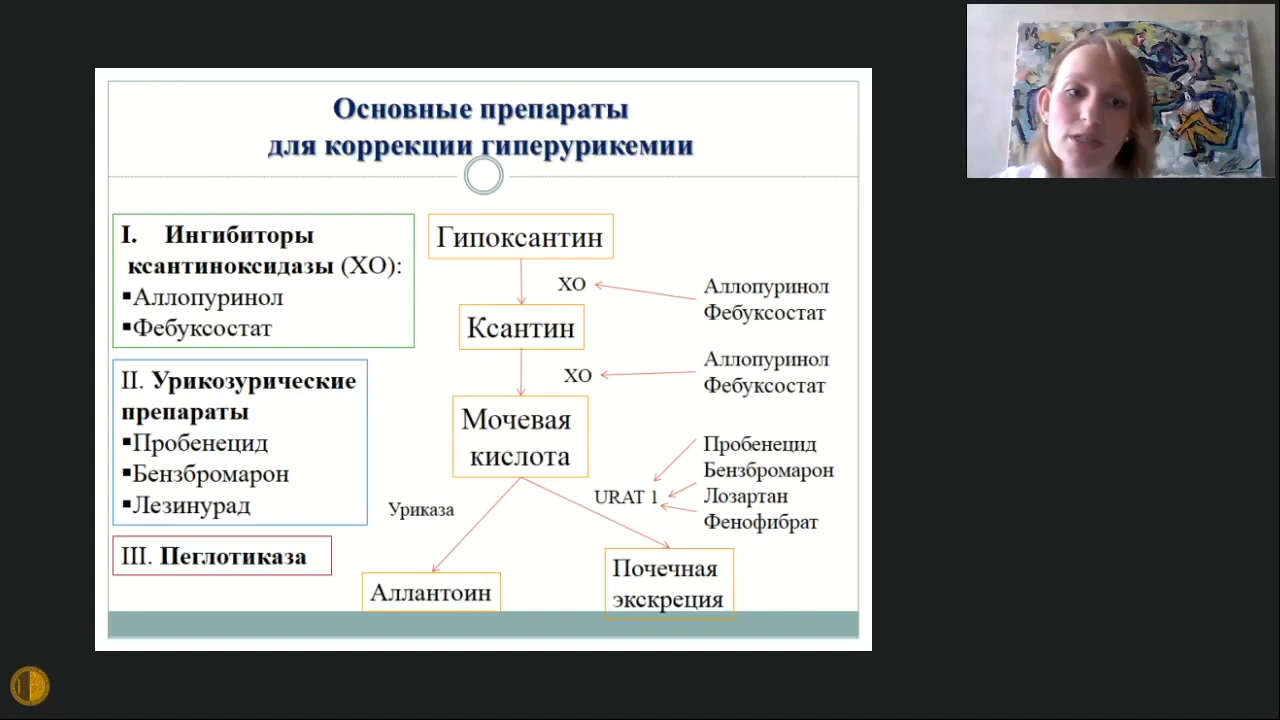 Основные препараты
для коррекции гиперурикемии
I. Ингибиторы
ксантиноксидазы (ХО):
▪Аллопуринол
▪Фебуксостат
II. Урикозурические
препараты
▪Пробенецид
▪Бензбромарон
▪Лезинурад
III. Пеглотиказа
Гипоксантин
ХО
Аллопуринол
Фебуксостат
Ксантин
ХО
Аллопуринол
Фебуксостат
Мочевая
кислота
URAT 1
Пробенецид
Бензбромарон
Лозартан
Фенофибрат
Уриказа
Аллантоин
Почечная
экскреция